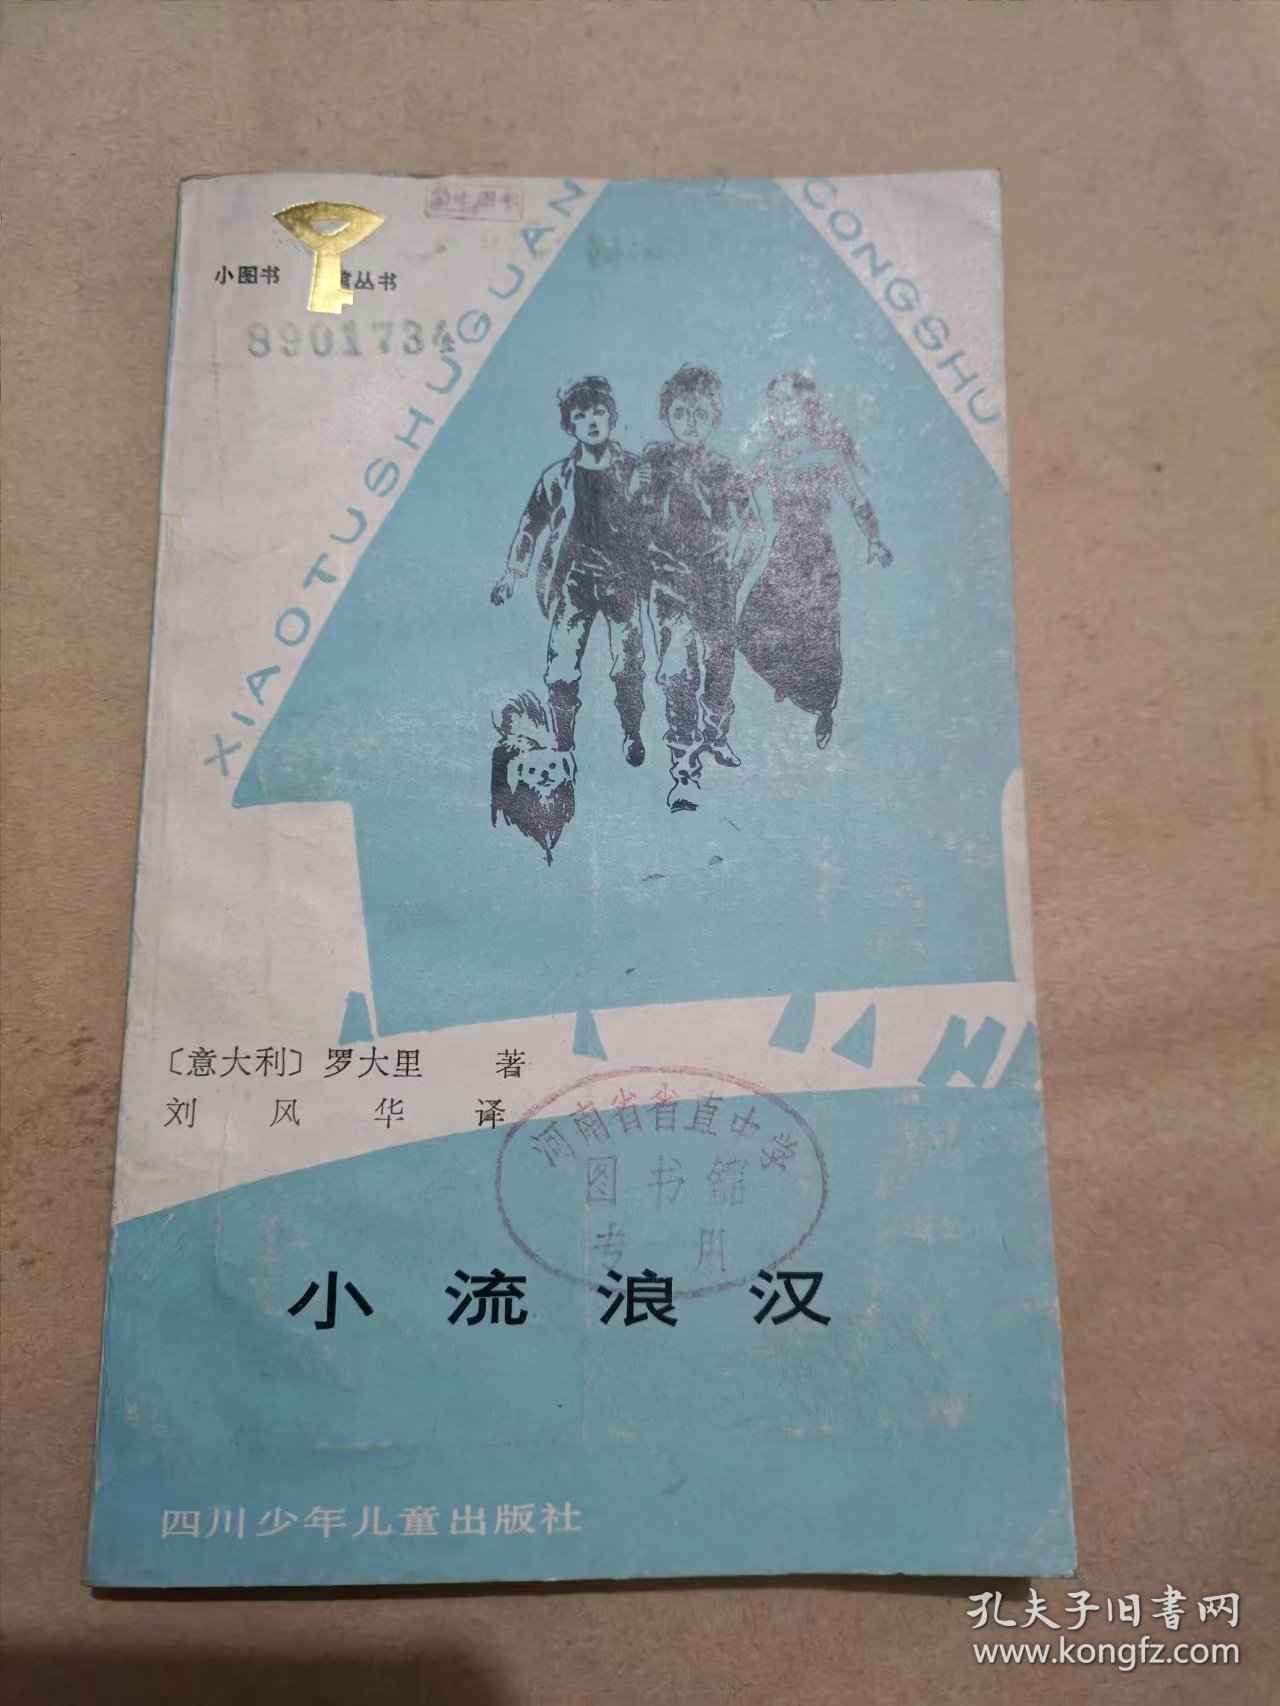 小图书馆丛书
8901734
XIAOTUSHUGUAN
CONGSHU
〔意大利〕罗大里 著
刘风华 译
河南省省直中学
图书馆
专用
小流浪汉
四川少年儿童出版社
孔夫子旧书网
www.kongfz.com